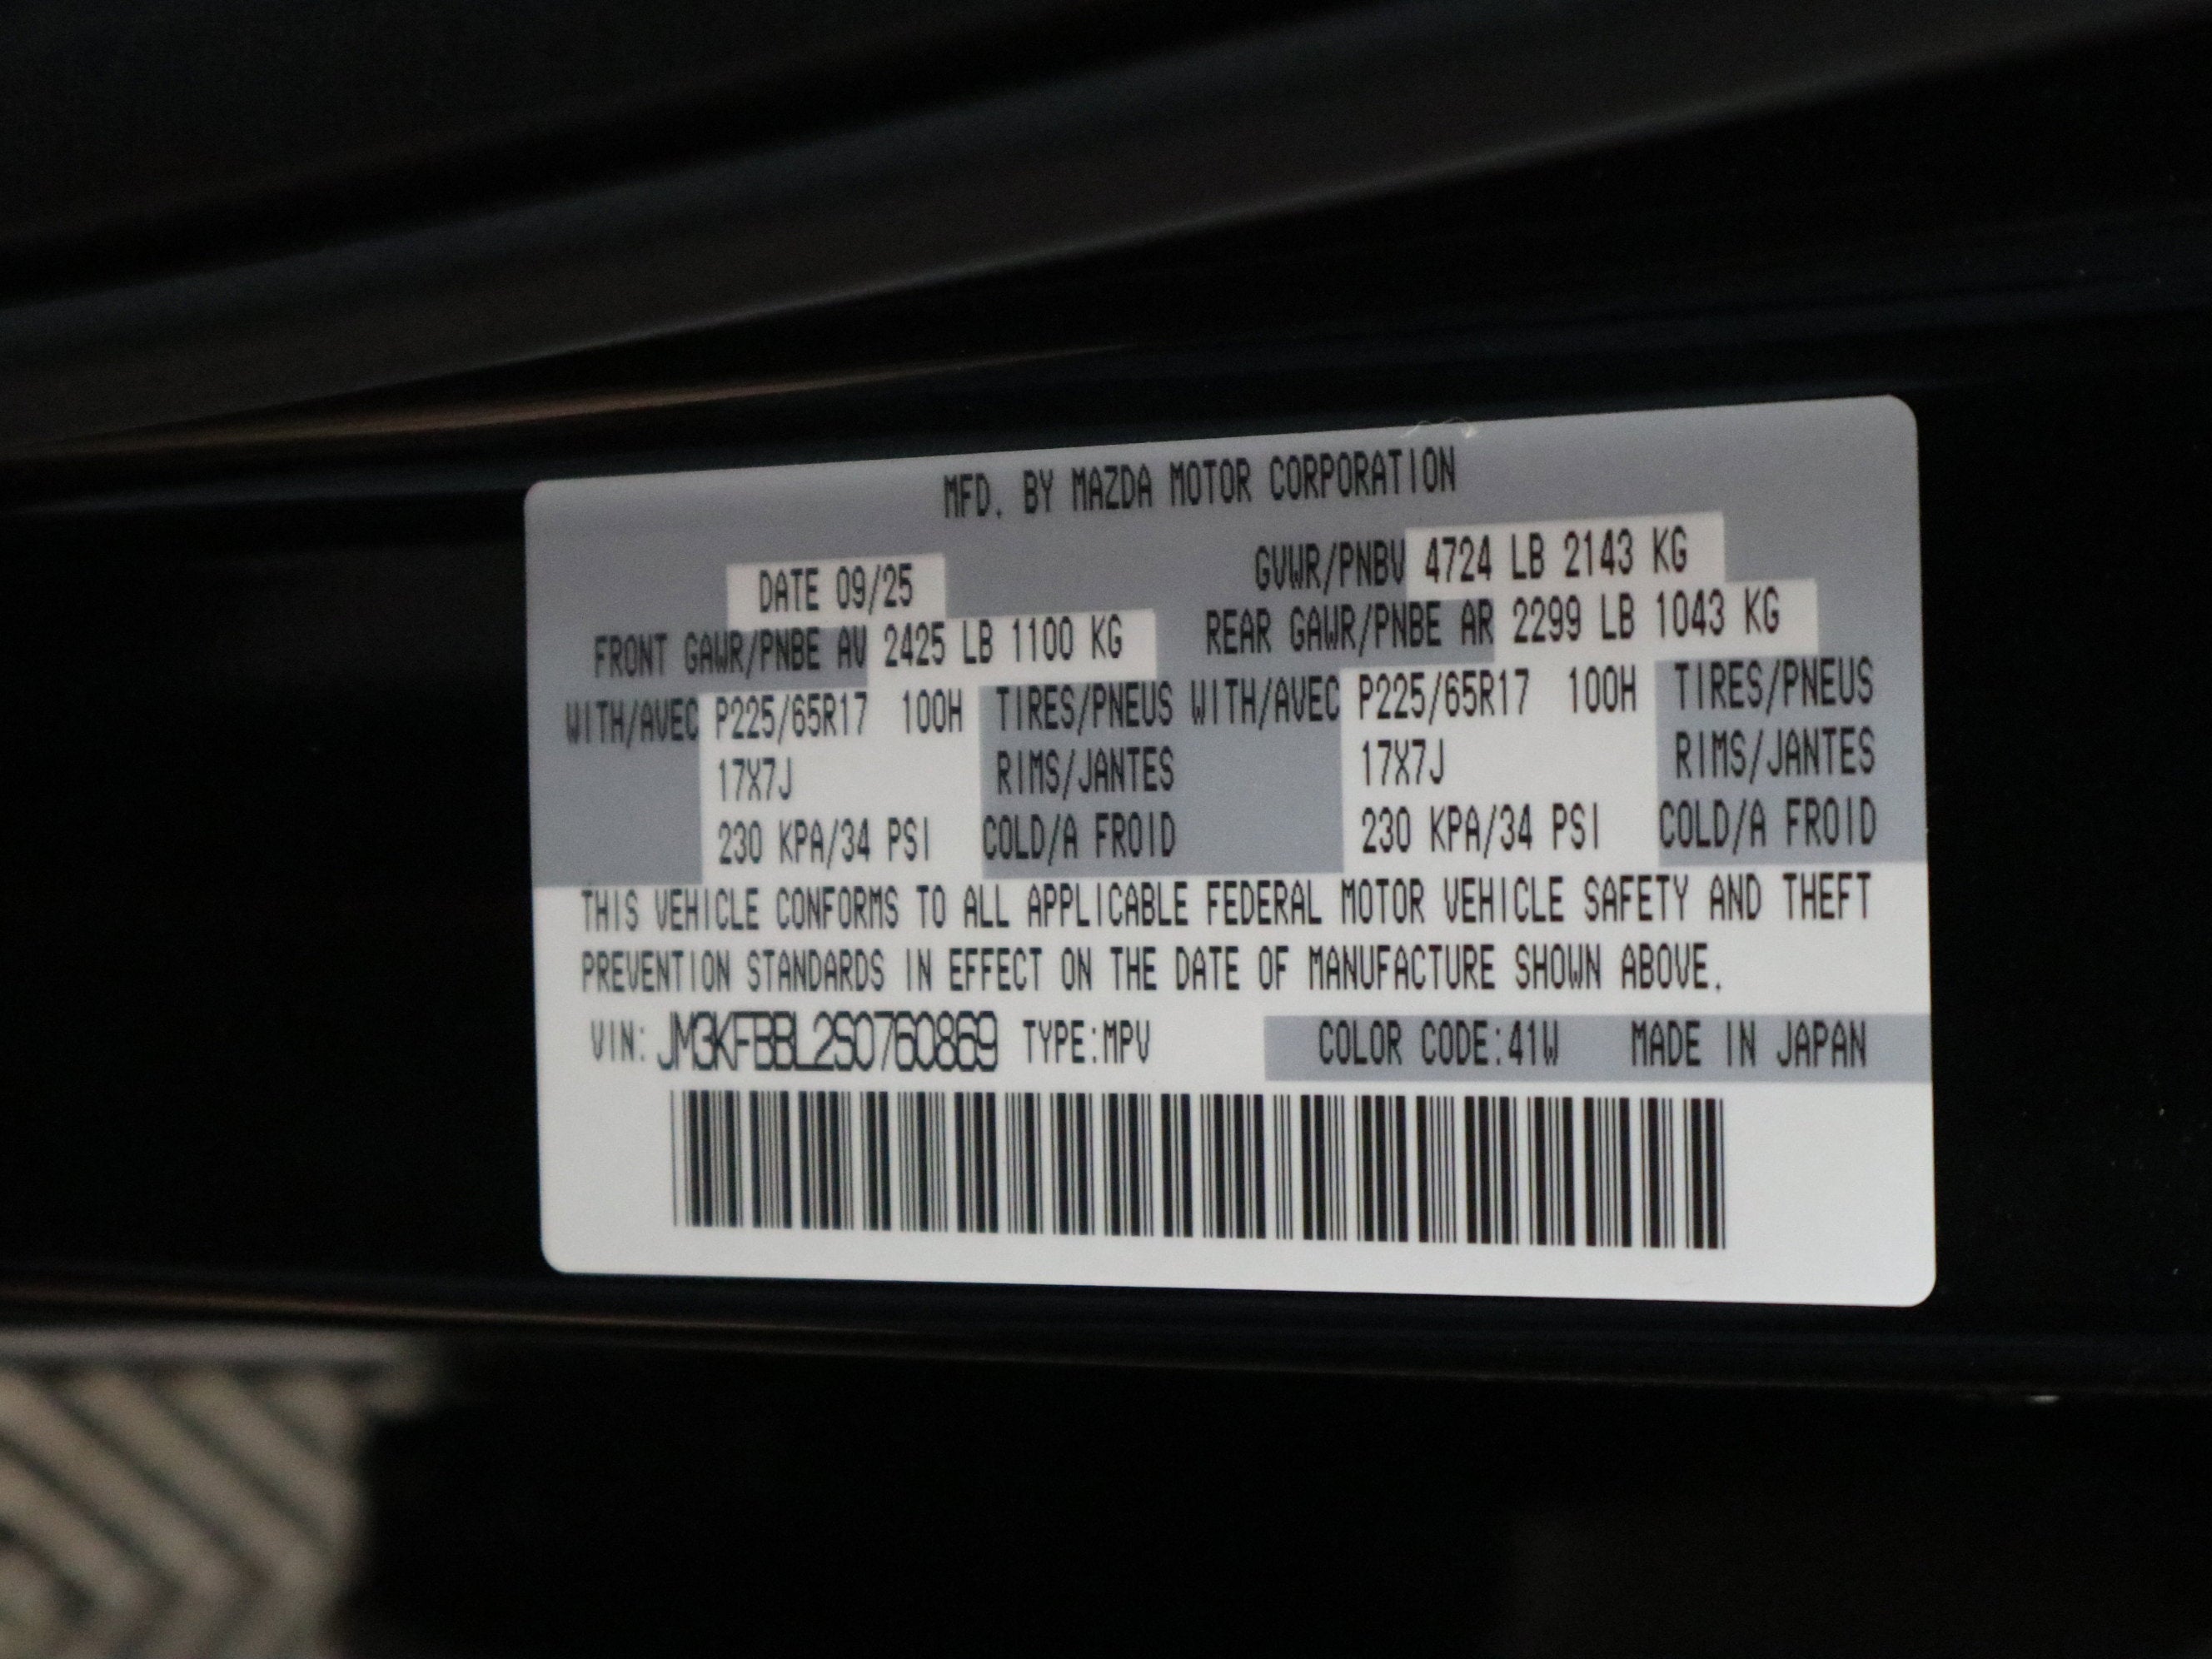 MFD. BY MAZDA MOTOR CORPORATION
DATE 09/25 GVWR/PNBV 4724 LB 2143 KG
FRONT GAWR/PNBE AV 2425 LB 1100 KG REAR GAWR/PNBE AR 2299 LB 1043 KG
WITH/AVEC P225/65R17 100H TIRES/PNEUS WITH/AVEC P225/65R17 100H TIRES/PNEUS
17X7J RIMS/JANTES 17X7J RIMS/JANTES
230 KPA/34 PSI COLD/A FROID 230 KPA/34 PSI COLD/A FROID
THIS VEHICLE CONFORMS TO ALL APPLICABLE FEDERAL MOTOR VEHICLE SAFETY AND THEFT
PREVENTION STANDARDS IN EFFECT ON THE DATE OF MANUFACTURE SHOWN ABOVE.
VIN: JM3KFBBL2S0760869 TYPE:MPV COLOR CODE:41W MADE IN JAPAN